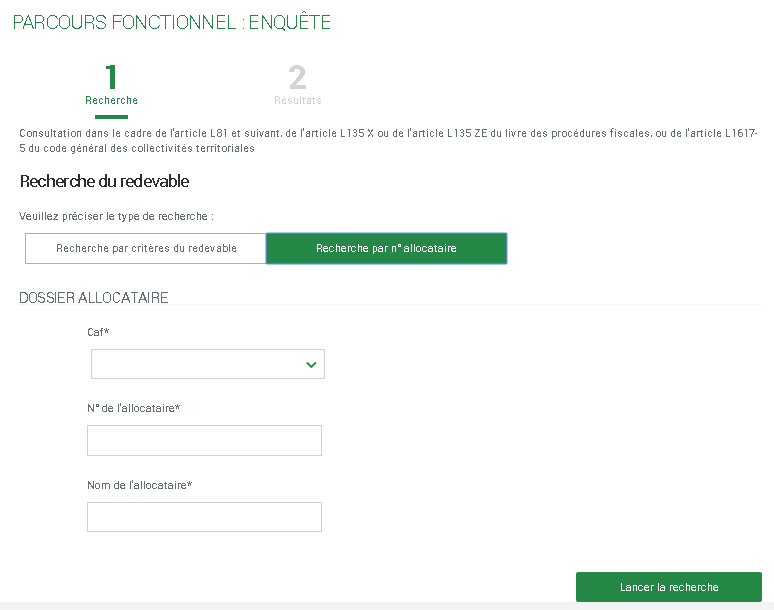 PARCOURS FONCTIONNEL : ENQUÊTE
1
Recherche
2
Résultats
Consultation dans le cadre de l'article L81 et suivant, de l'article L135 X ou de l'article L135 ZE du livre des procédures fiscales, ou de l'article L1617-
5 du code général des collectivités territoriales
Recherche du redevable
Veuillez préciser le type de recherche :
Recherche par critères du redevable
Recherche par n° allocataire
DOSSIER ALLOCATAIRE
Caf*
N° de l'allocataire*
Nom de l'allocataire*
Lancer la recherche